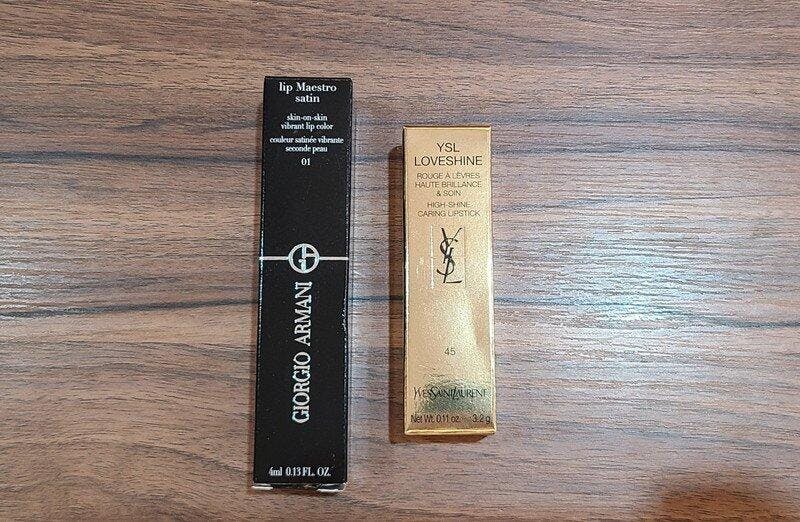 lip Maestro
satin
skin-on-skin
vibrant lip color
couleur satinée vibrante
seconde peau
01
GIORGIO ARMANI
4ml 0.13 FL. OZ.
YSL
LOVESHINE
ROUGE À LÈVRES
HAUTE BRILLANCE
& SOIN
HIGH-SHINE
CARING LIPSTICK
YSL
45
YVESSAINTLAURENT
Net Wt. 0.11 oz. - 3.2 g